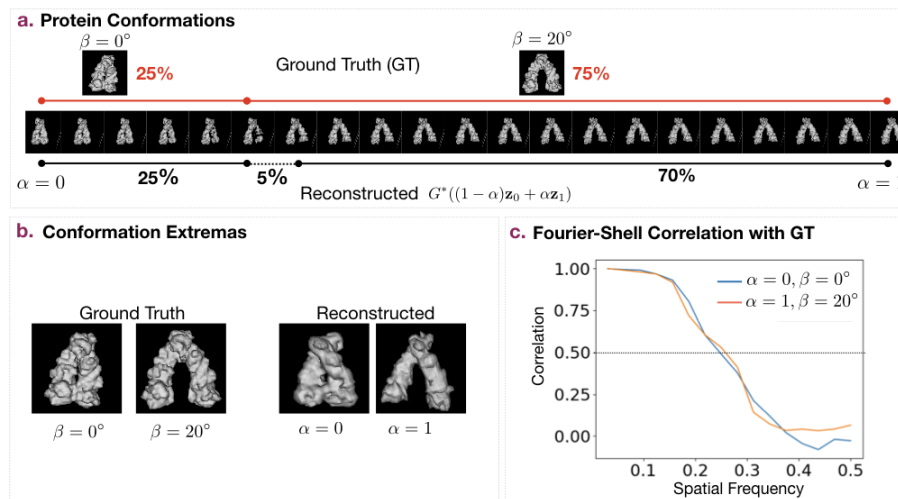 a. Protein Conformations
β = 0°
25%
Ground Truth (GT)
β = 20°
75%
α = 0
25%
5%
70%
Reconstructed G*((1 − α)z₀ + αz₁)
α = 1
b. Conformation Extremas
Ground Truth
Reconstructed
β = 0°
β = 20°
α = 0
α = 1
c. Fourier-Shell Correlation with GT
α = 0, β = 0°
α = 1, β = 20°
Correlation
1.00
0.75
0.50
0.25
0.00
0.1 0.2 0.3 0.4 0.5
Spatial Frequency